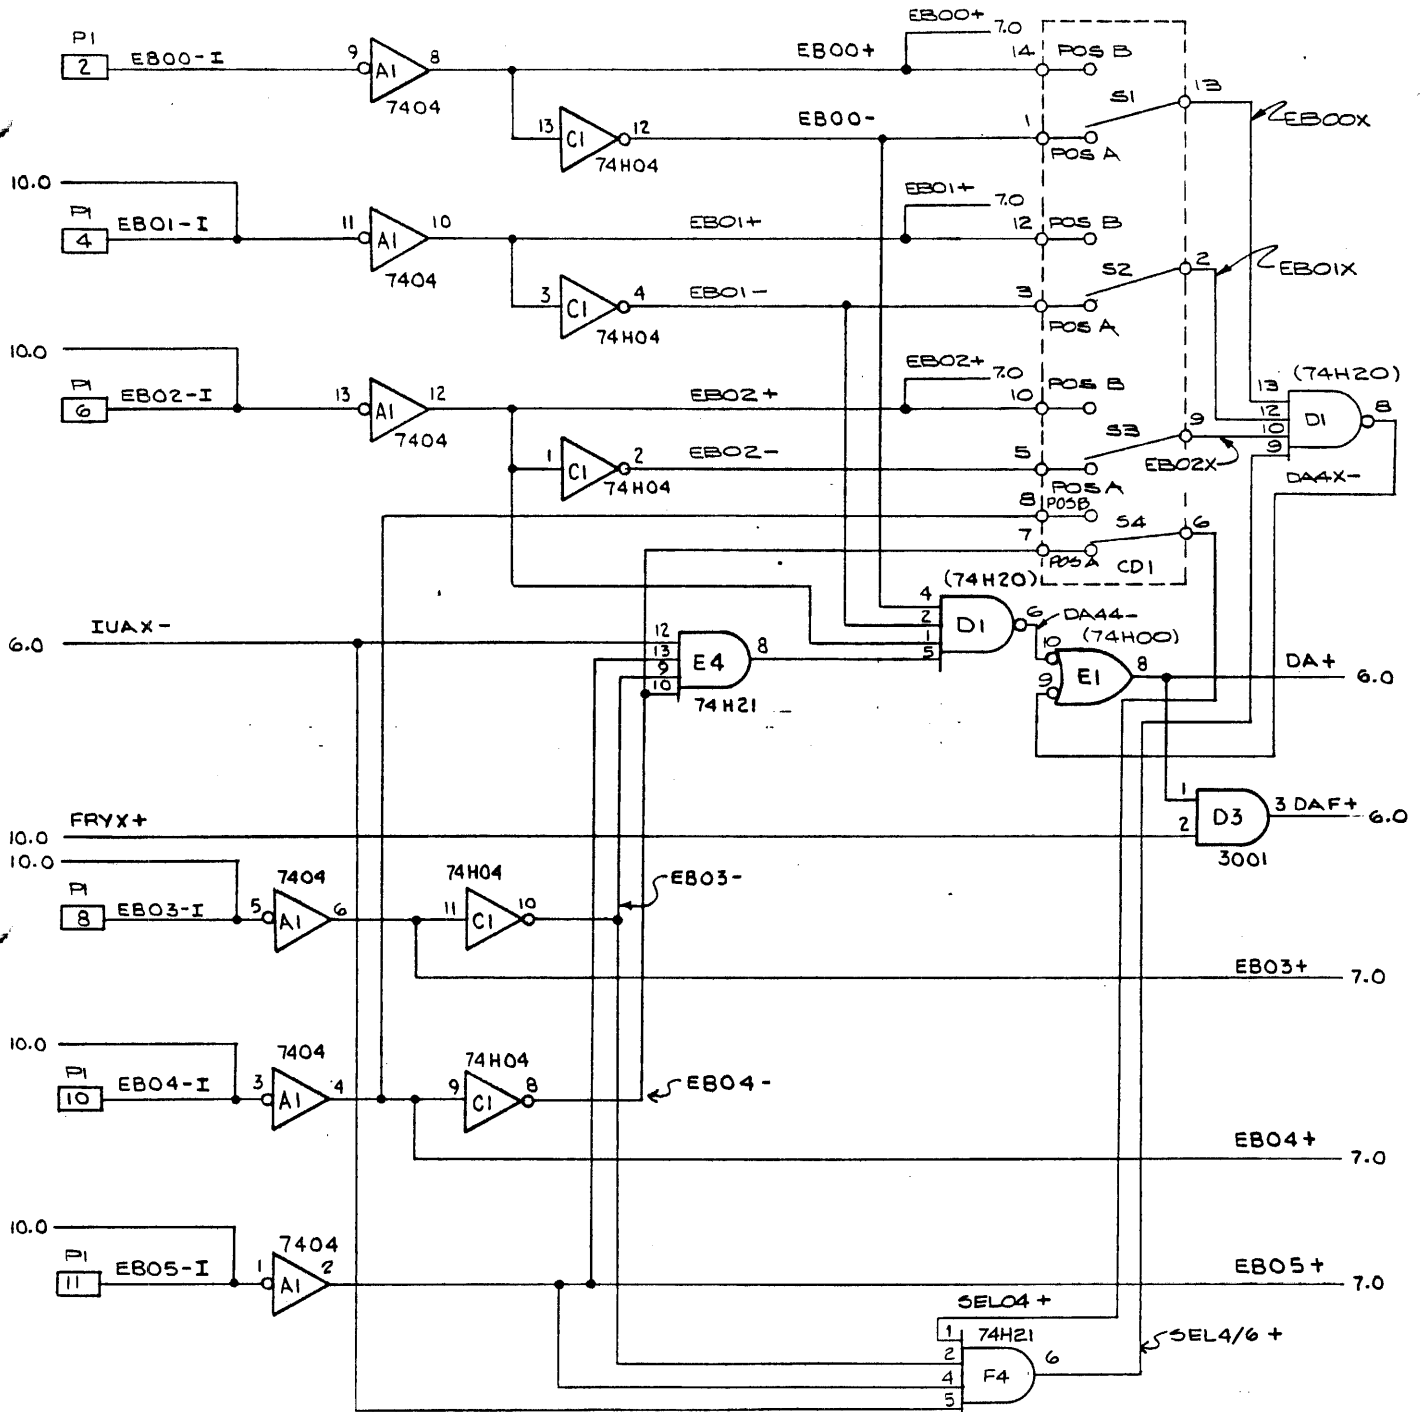 EB00+
7.0
P1
2
EB00-I
9
A1
8
7404
EB00+
14
POS B
13
C1
12
74H04
EB00-
1
POS A
S1
13
EB00X
10.0
P1
4
EB01-I
11
A1
10
7404
EB01+
EB01+
7.0
12
POS B
3
C1
4
74H04
EB01-
3
POS A
S2
2
EB01X
10.0
P1
6
EB02-I
13
A1
12
7404
EB02+
EB02+
7.0
10
POS B
1
C1
2
74H04
EB02-
5
POS A
S3
9
EB02X
(74H20)
13
12
10
9
D1
8
DA4X-
8
POS B
7
POS A
S4
6
CD1
6.0
IUAX-
12
13
9
10
E4
8
74H21
(74H20)
4
2
1
5
D1
6
DA44-
(74H00)
10
9
E1
8
DA+
6.0
10.0
FRYX+
1
2
D3
3
DAF+
6.0
3001
10.0
P1
8
EB03-I
5
7404
A1
6
74H04
11
C1
10
EB03-
EB03+
7.0
10.0
P1
10
EB04-I
3
7404
A1
4
74H04
9
C1
8
EB04-
EB04+
7.0
10.0
P1
11
EB05-I
1
7404
A1
2
EB05+
7.0
SEL04+
74H21
1
2
4
5
F4
6
SEL4/6+